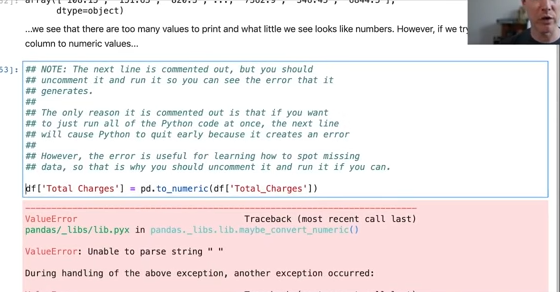 dtype=object)
...we see that there are too many values to print and what little we see looks like numbers. However, if we try
column to numeric values...
53]:
## NOTE: The next line is commented out, but you should
## uncomment it and run it so you can see the error that it
## generates.
##
## The only reason it is commented out is that if you want
## to just run all of the Python code at once, the next line
## will cause Python to quit early because it creates an error
##
## However, the error is useful for learning how to spot missing
## data, so that is why you should uncomment it and run it if you can.
df['Total Charges'] = pd.to_numeric(df['Total_Charges'])
ValueError Traceback (most recent call last)
pandas/_libs/lib.pyx in pandas._libs.lib.maybe_convert_numeric()
ValueError: Unable to parse string " "
During handling of the above exception, another exception occurred: